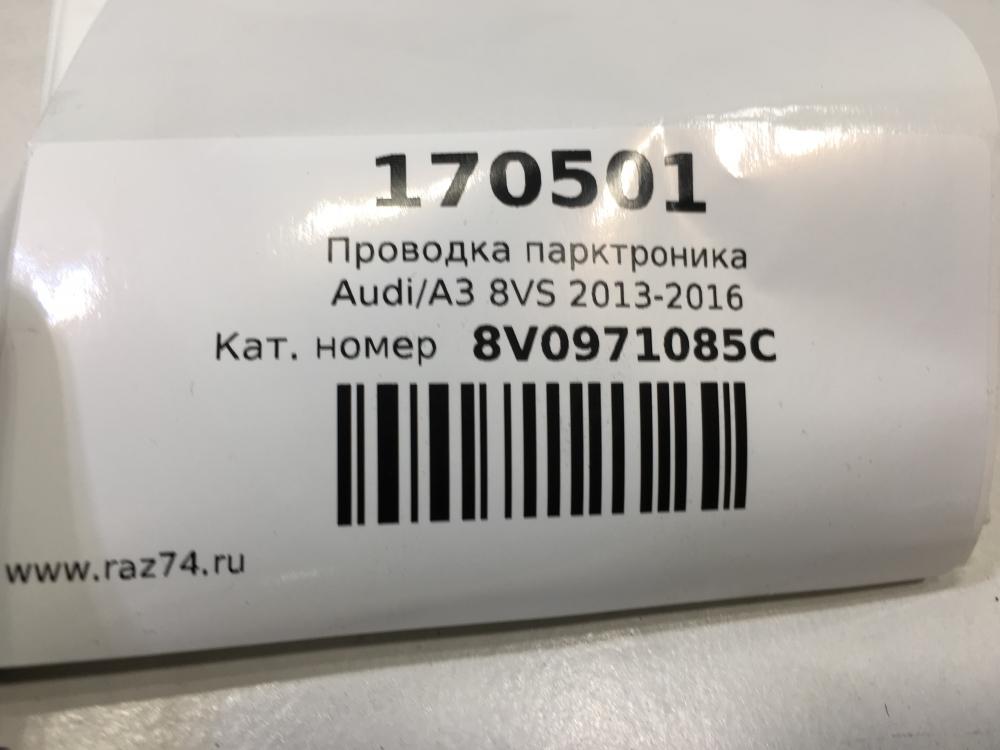 170501
Проводка парктроника
Audi/A3 8VS 2013-2016
Кат. номер 8V0971085C
www.raz74.ru